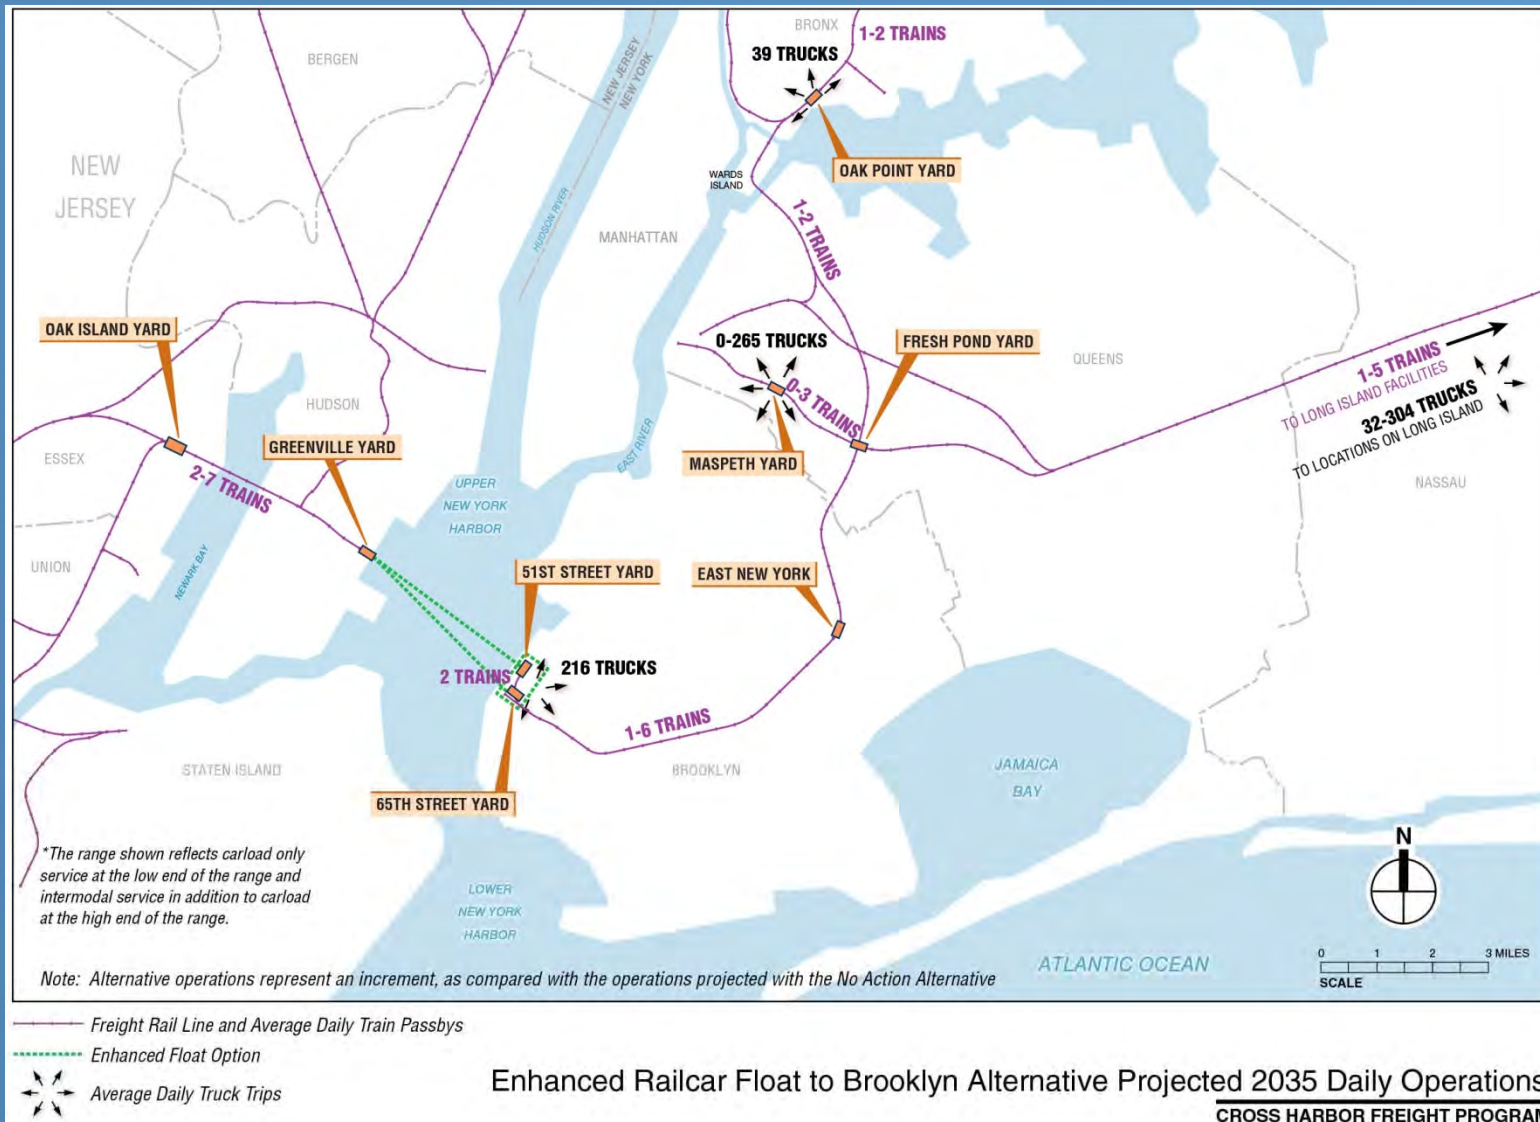 BRONX
1-2 TRAINS
39 TRUCKS
BERGEN
NEW JERSEY
NEW YORK
NEW
JERSEY
OAK POINT YARD
WARDS
ISLAND
HUDSON RIVER
MANHATTAN
1-2 TRAINS
OAK ISLAND YARD
0-265 TRUCKS
FRESH POND YARD
QUEENS
1-5 TRAINS
TO LONG ISLAND FACILITIES
32-304 TRUCKS
TO LOCATIONS ON LONG ISLAND
0-3 TRAINS
HUDSON
GREENVILLE YARD
ESSEX
EAST RIVER
MASPETH YARD
2-7 TRAINS
UPPER
NEW YORK
HARBOR
NASSAU
UNION
NEWARK BAY
51ST STREET YARD
EAST NEW YORK
2 TRAINS
216 TRUCKS
1-6 TRAINS
STATEN ISLAND
BROOKLYN
JAMAICA
BAY
65TH STREET YARD
*The range shown reflects carload only
service at the low end of the range and
intermodal service in addition to carload
at the high end of the range.
LOWER
NEW YORK
HARBOR
N
ATLANTIC OCEAN
0 1 2 3 MILES
SCALE
Note: Alternative operations represent an increment, as compared with the operations projected with the No Action Alternative
Freight Rail Line and Average Daily Train Passbys
Enhanced Float Option
Average Daily Truck Trips
Enhanced Railcar Float to Brooklyn Alternative Projected 2035 Daily Operations
CROSS HARBOR FREIGHT PROGRAM